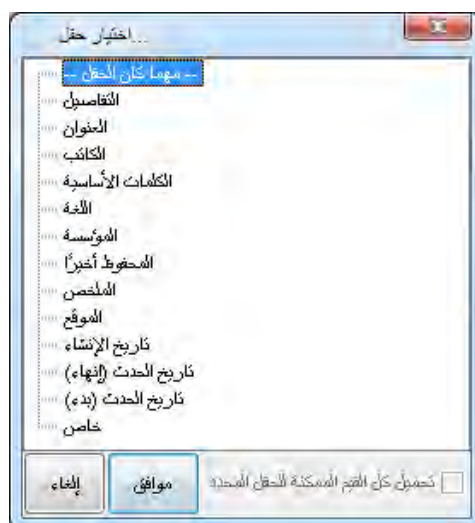 اختيار حقل...
-- مهما كان الحقل --
التفاصيل
العنوان
الكاتب
الكلمات الأساسية
اللغة
المؤسسة
المحفوظ أخيرًا
الملخص
الموقع
تاريخ الإنشاء
تاريخ الحدث (إنهاء)
تاريخ الحدث (بدء)
خاص
تحميل كل القيم الممكنة للحقل المحدد
موافق
إلغاء